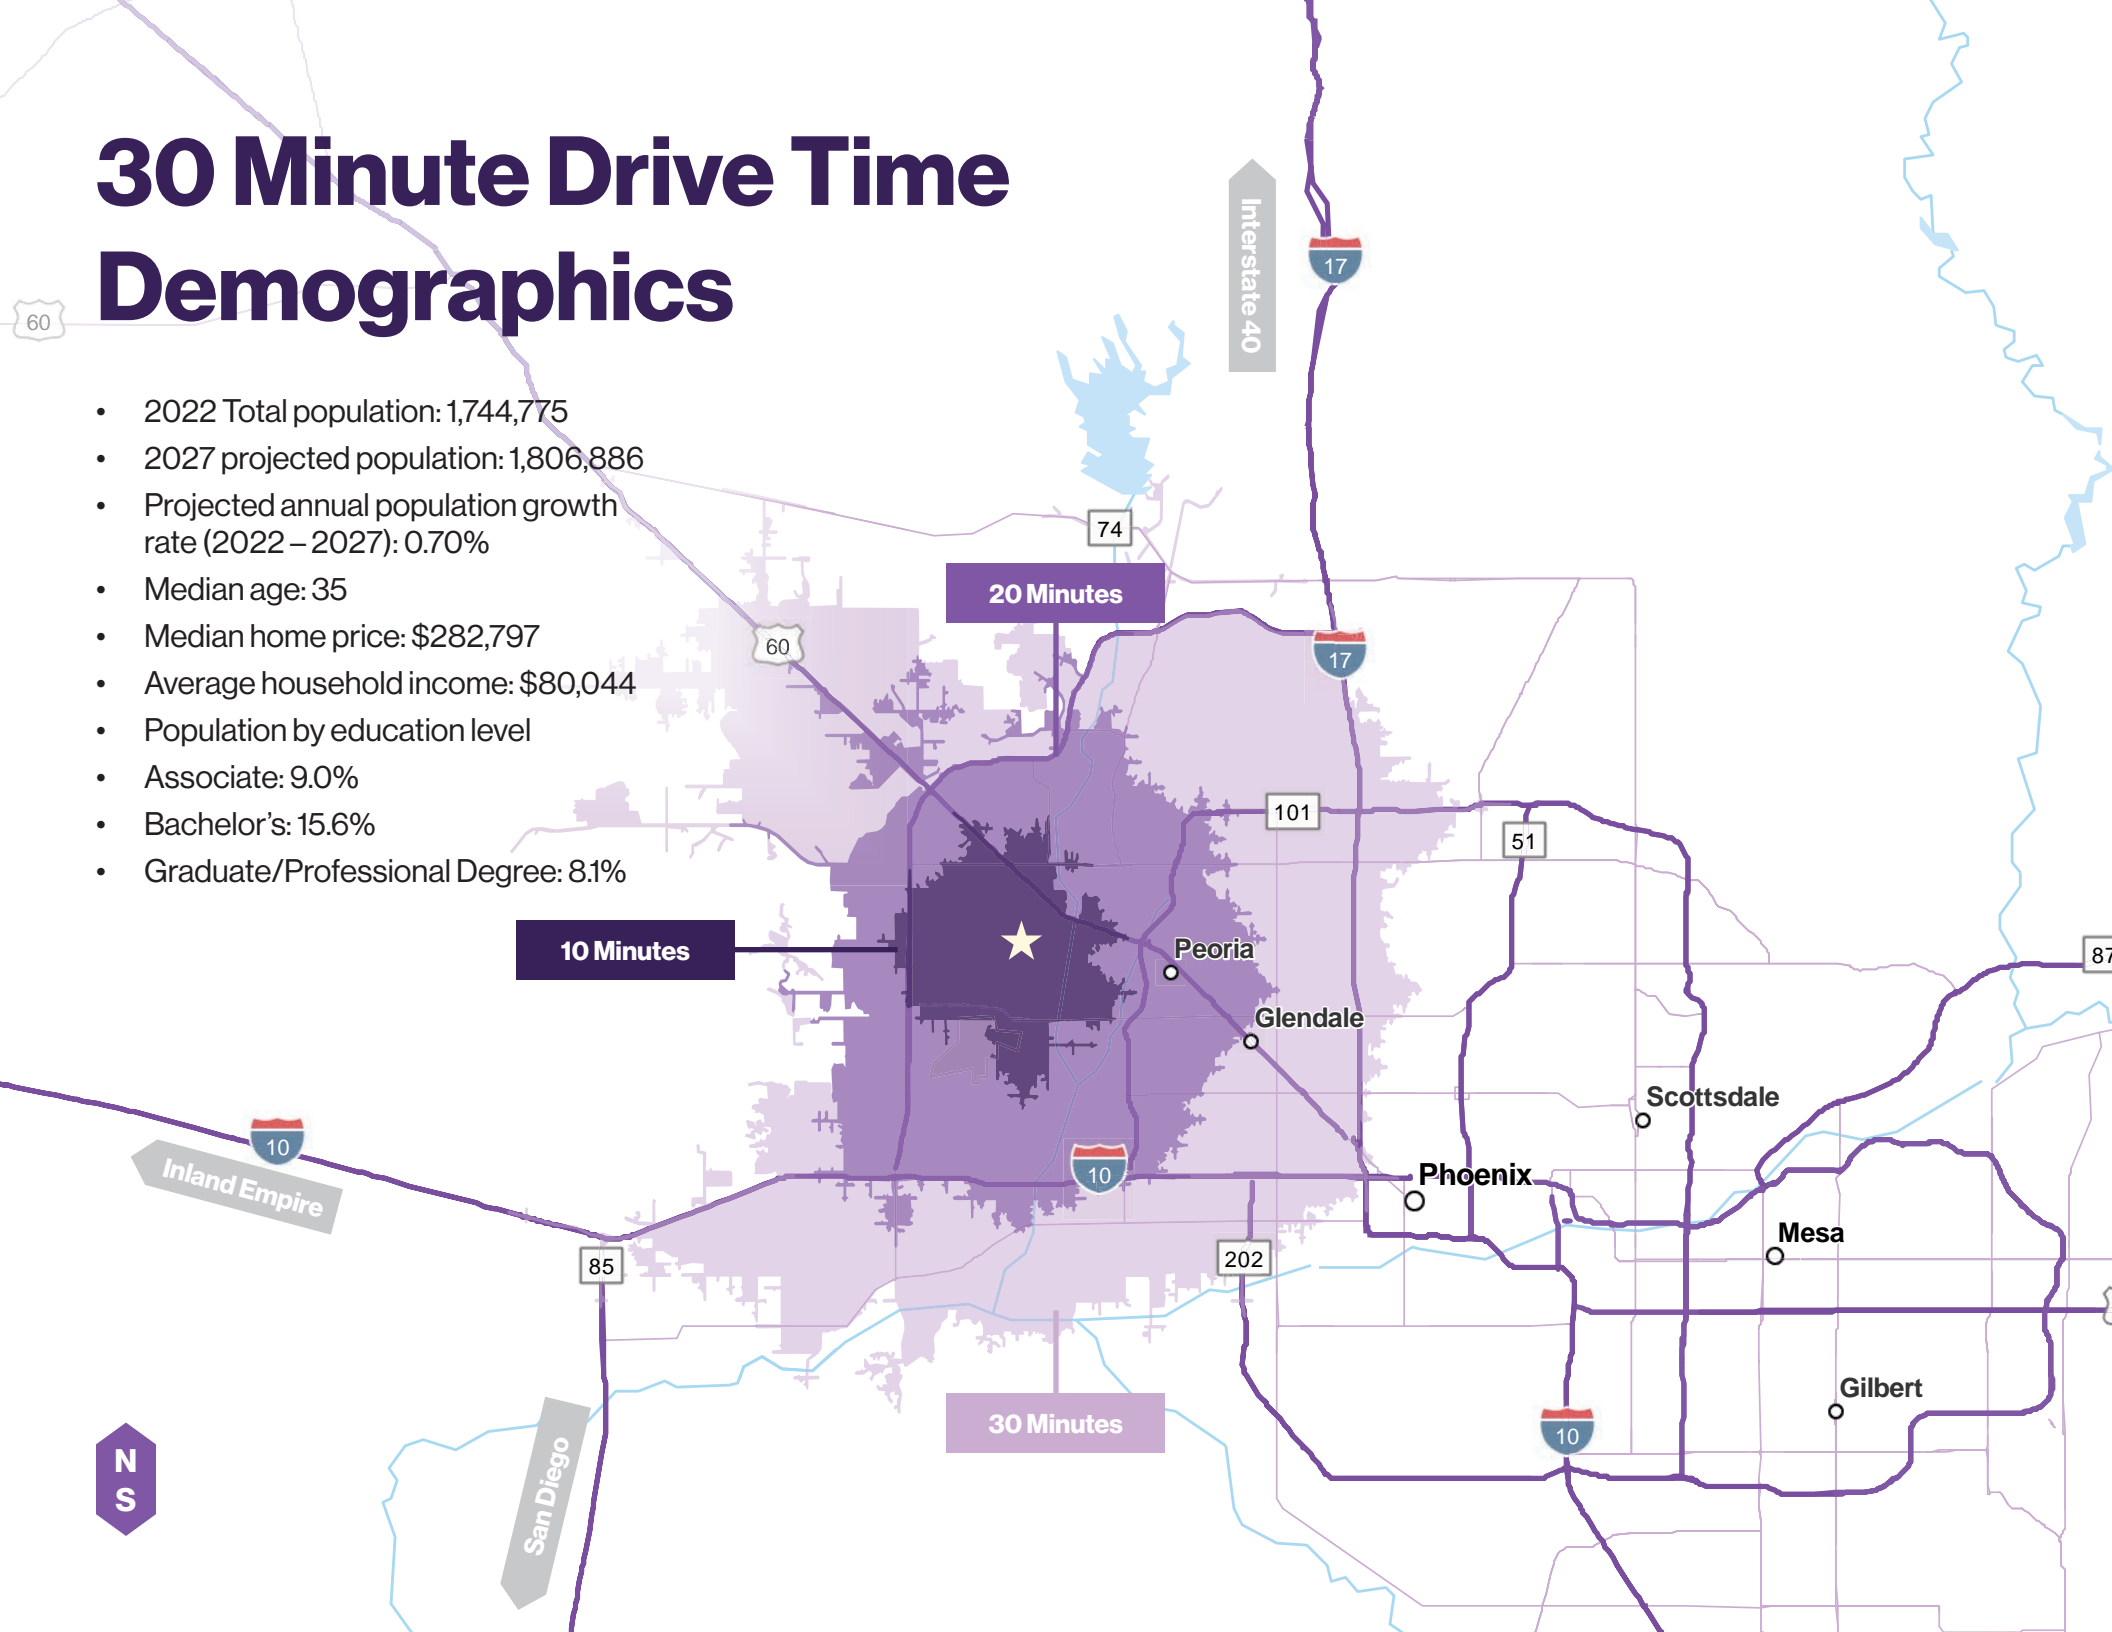 30 Minute Drive Time
Demographics
• 2022 Total population: 1,744,775
• 2027 projected population: 1,806,886
• Projected annual population growth
rate (2022 – 2027): 0.70%
• Median age: 35
• Median home price: $282,797
• Average household income: $80,044
• Population by education level
• Associate: 9.0%
• Bachelor's: 15.6%
• Graduate/Professional Degree: 8.1%
Interstate 40
17
60
74
20 Minutes
60
17
101
51
10 Minutes
Peoria
87
Glendale
Scottsdale
10
Inland Empire
10
Phoenix
Mesa
85
202
Gilbert
30 Minutes
10
San Diego
N
S